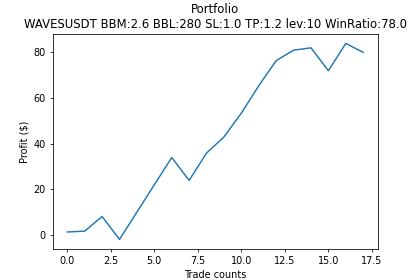 Portfolio
WAVESUSDT BBM:2.6 BBL:280 SL:1.0 TP:1.2 lev:10 WinRatio:78.0
80
60
40
20
0
Profit ($)
0.0 2.5 5.0 7.5 10.0 12.5 15.0 17.5
Trade counts